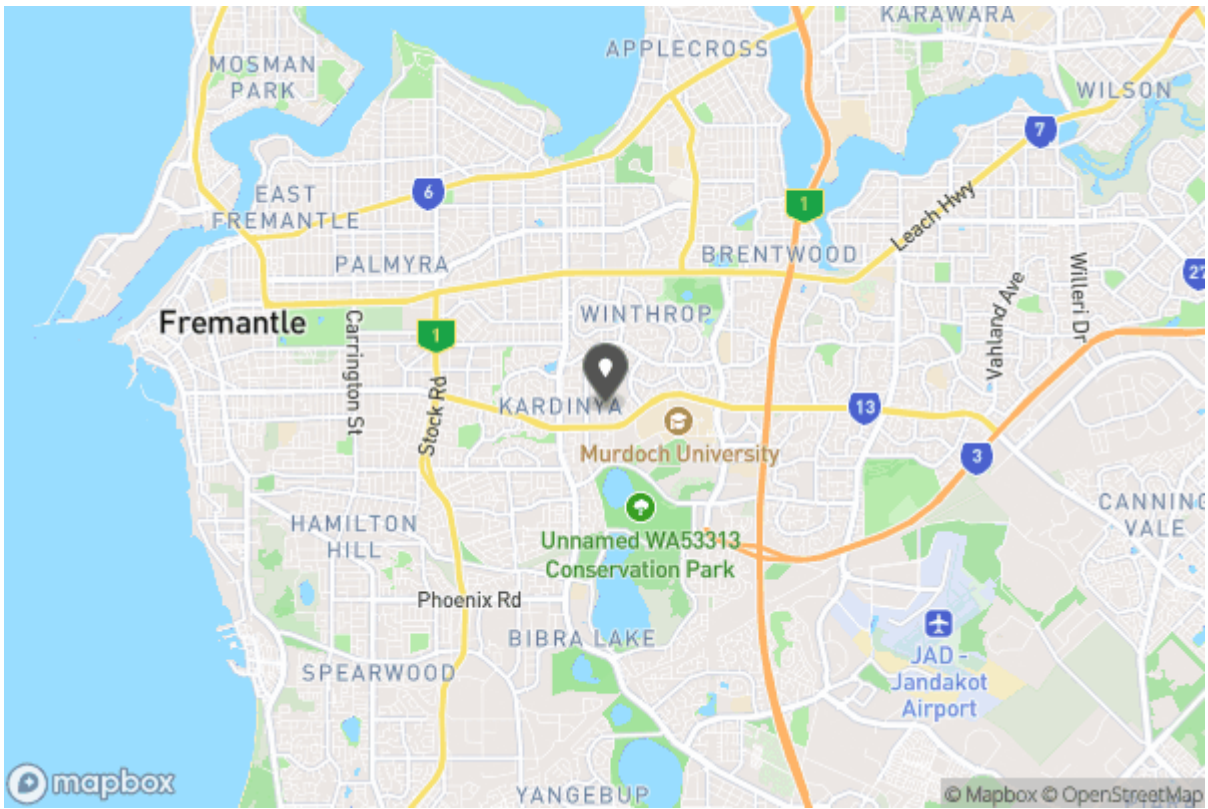 KARAWARA
APPLECROSS
MOSMAN
PARK
WILSON
7
6
EAST
FREMANTLE
1
Leach Hwy
BRENTWOOD
PALMYRA
Willeri Dr
27
Vahland Ave
WINTHROP
Fremantle
1
Carrington St
Stock Rd
KARDINYA
13
Murdoch University
3
CANNING
VALE
HAMILTON
HILL
Unnamed WA53313
Conservation Park
Phoenix Rd
BIBRA LAKE
JAD -
Jandakot
Airport
SPEARWOOD
YANGEBUP
mapbox
© Mapbox © OpenStreetMap